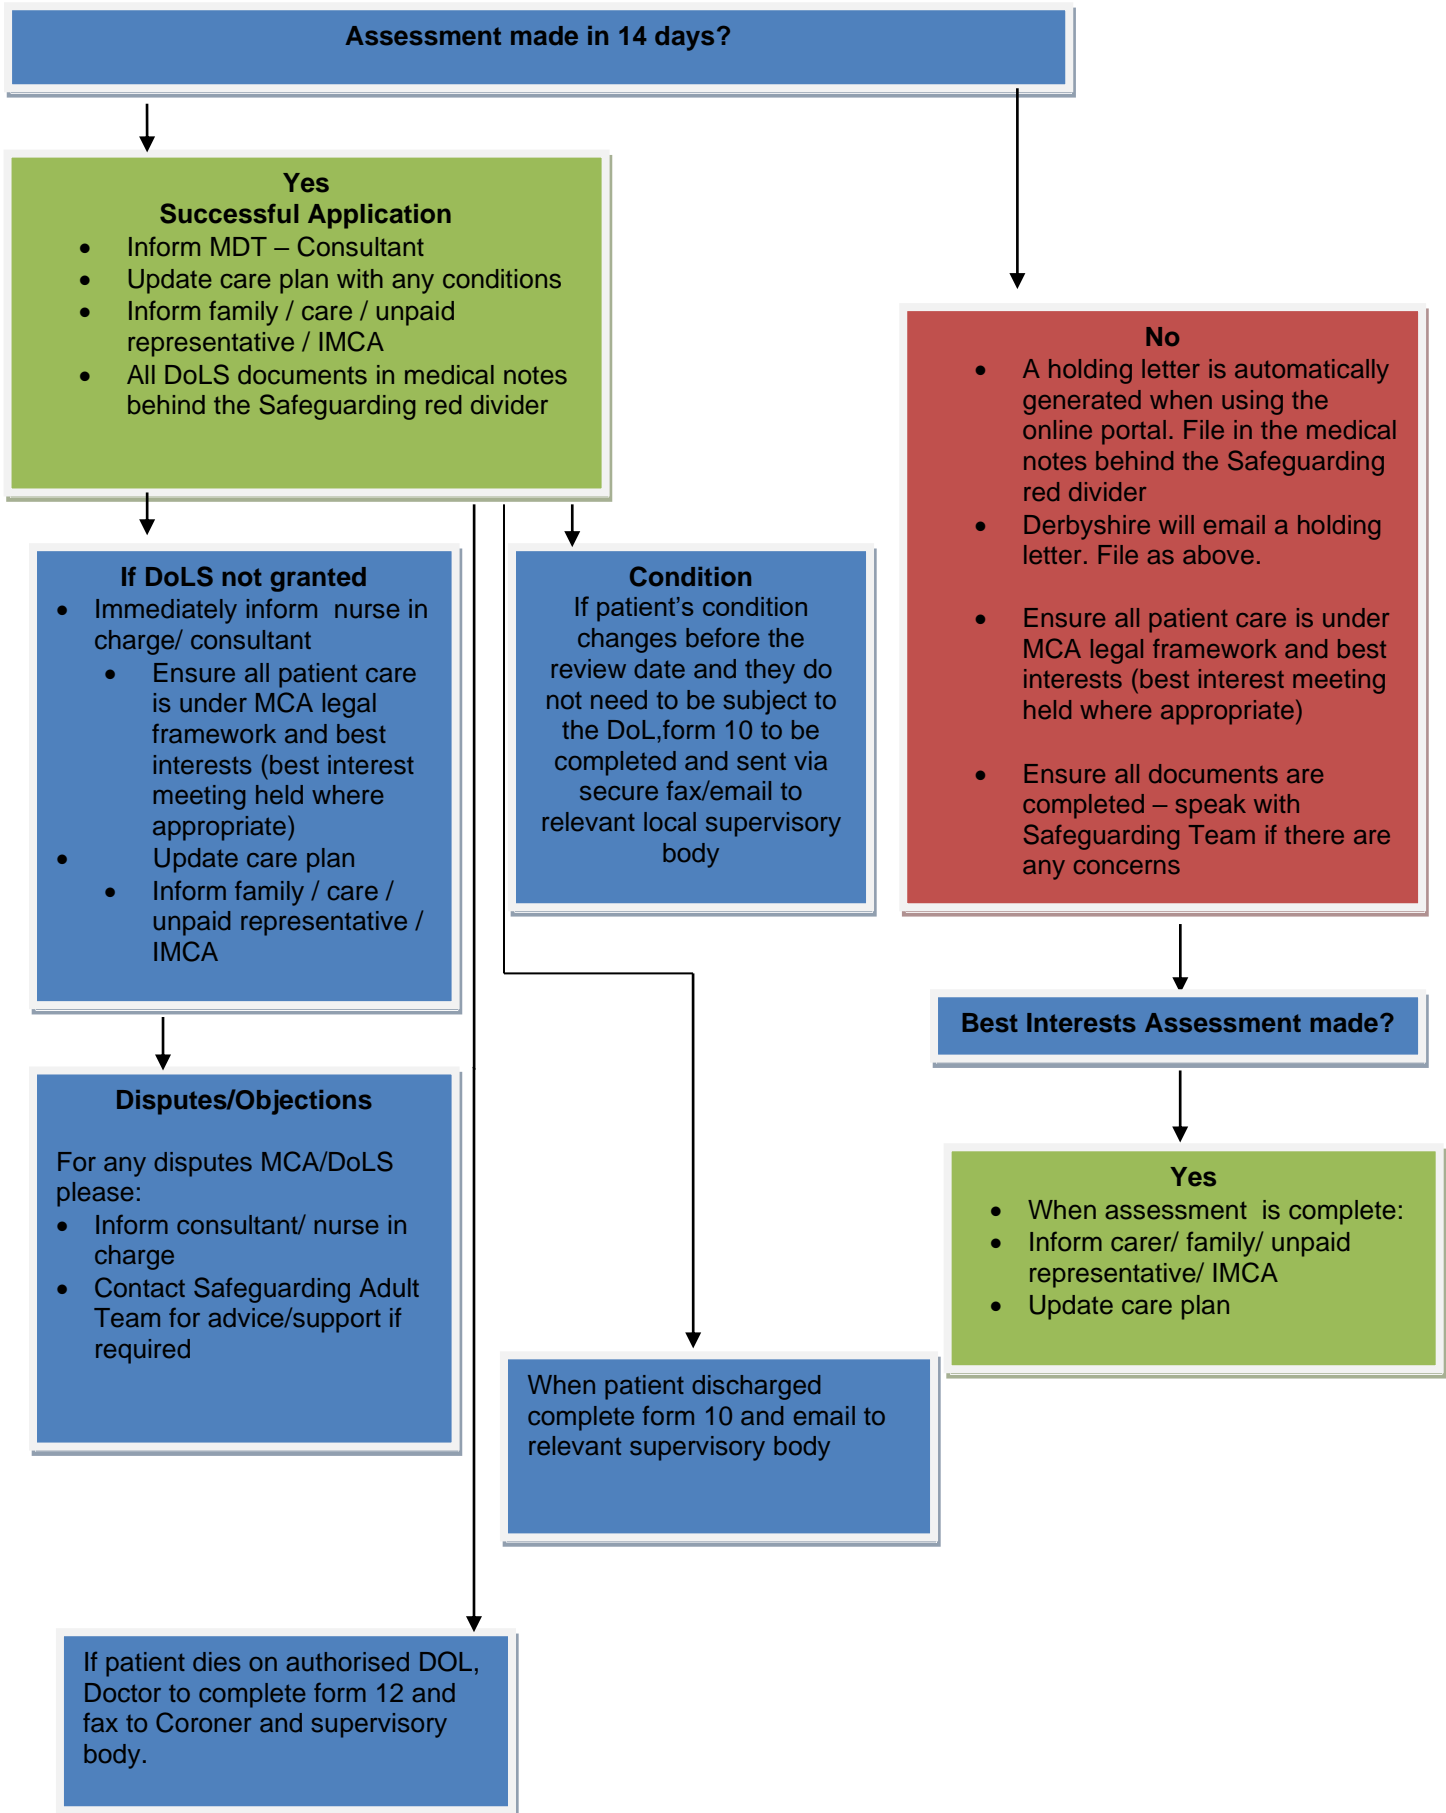 Assessment made in 14 days?
Yes
Successful Application
• Inform MDT – Consultant
• Update care plan with any conditions
• Inform family / care / unpaid
representative / IMCA
• All DoLS documents in medical notes
behind the Safeguarding red divider
No
• A holding letter is automatically
generated when using the
online portal. File in the medical
notes behind the Safeguarding
red divider
• Derbyshire will email a holding
letter. File as above.
• Ensure all patient care is under
MCA legal framework and best
interests (best interest meeting
held where appropriate)
• Ensure all documents are
completed – speak with
Safeguarding Team if there are
any concerns
If DoLS not granted
• Immediately inform nurse in
charge/ consultant
• Ensure all patient care
is under MCA legal
framework and best
interests (best interest
meeting held where
appropriate)
• Update care plan
• Inform family / care /
unpaid representative /
IMCA
Condition
If patient's condition
changes before the
review date and they do
not need to be subject to
the DoL,form 10 to be
completed and sent via
secure fax/email to
relevant local supervisory
body
Best Interests Assessment made?
Disputes/Objections
For any disputes MCA/DoLS
please:
• Inform consultant/ nurse in
charge
• Contact Safeguarding Adult
Team for advice/support if
required
Yes
• When assessment is complete:
• Inform carer/ family/ unpaid
representative/ IMCA
• Update care plan
When patient discharged
complete form 10 and email to
relevant supervisory body
If patient dies on authorised DOL,
Doctor to complete form 12 and
fax to Coroner and supervisory
body.